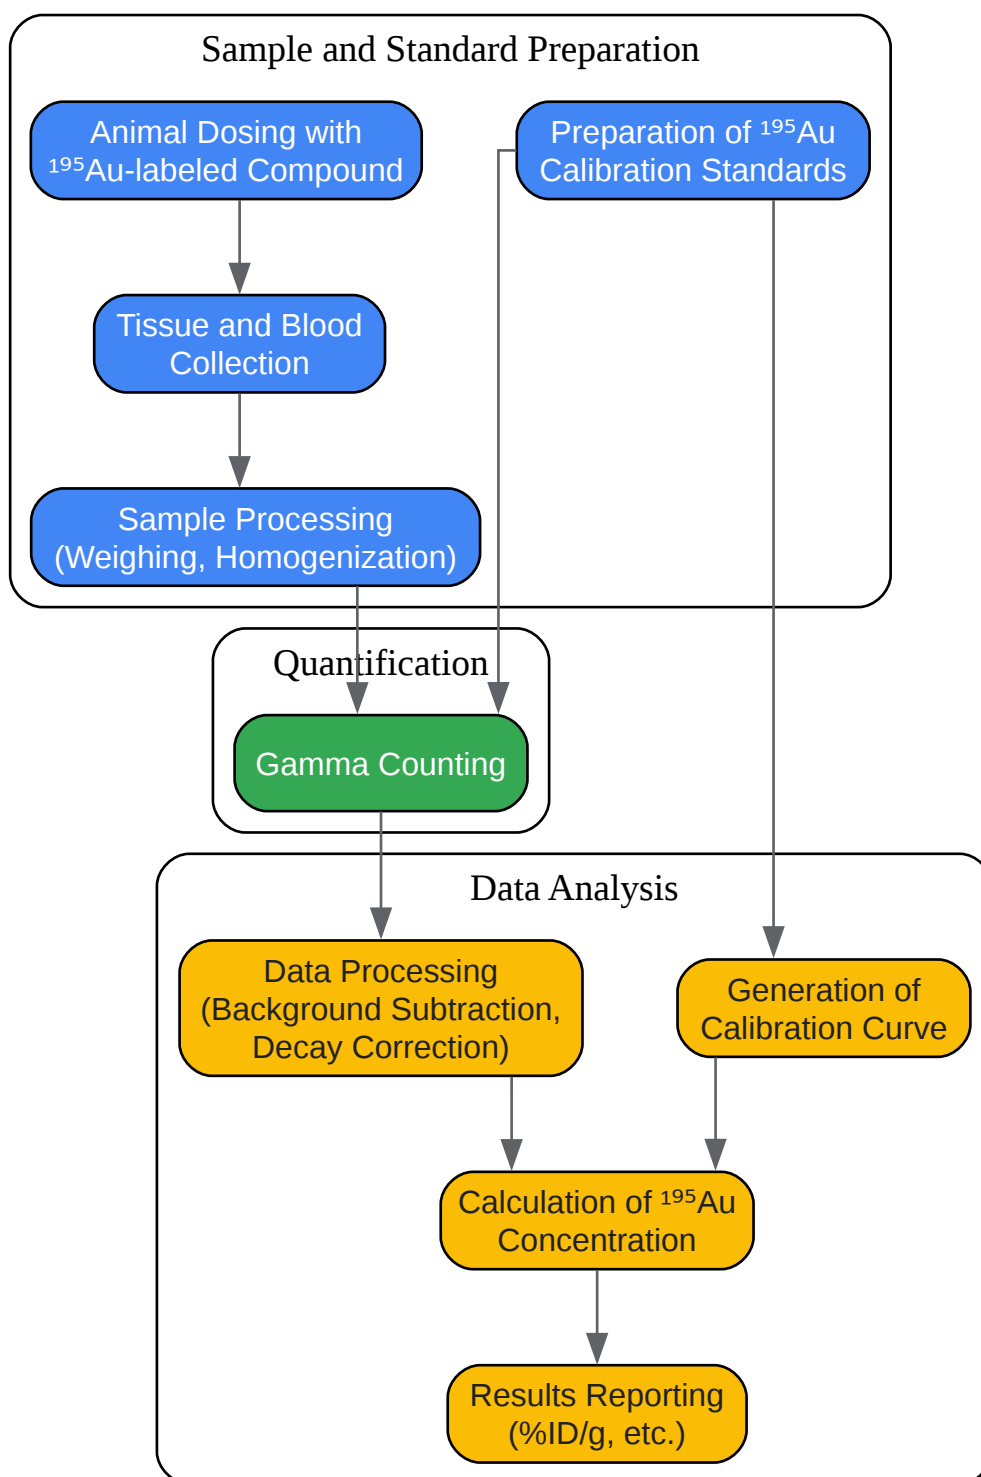 Sample and Standard Preparation
Animal Dosing with
¹⁹⁵Au-labeled Compound
Preparation of ¹⁹⁵Au
Calibration Standards
Tissue and Blood
Collection
Sample Processing
(Weighing, Homogenization)
Quantification
Gamma Counting
Data Analysis
Data Processing
(Background Subtraction,
Decay Correction)
Generation of
Calibration Curve
Calculation of ¹⁹⁵Au
Concentration
Results Reporting
(%ID/g, etc.)